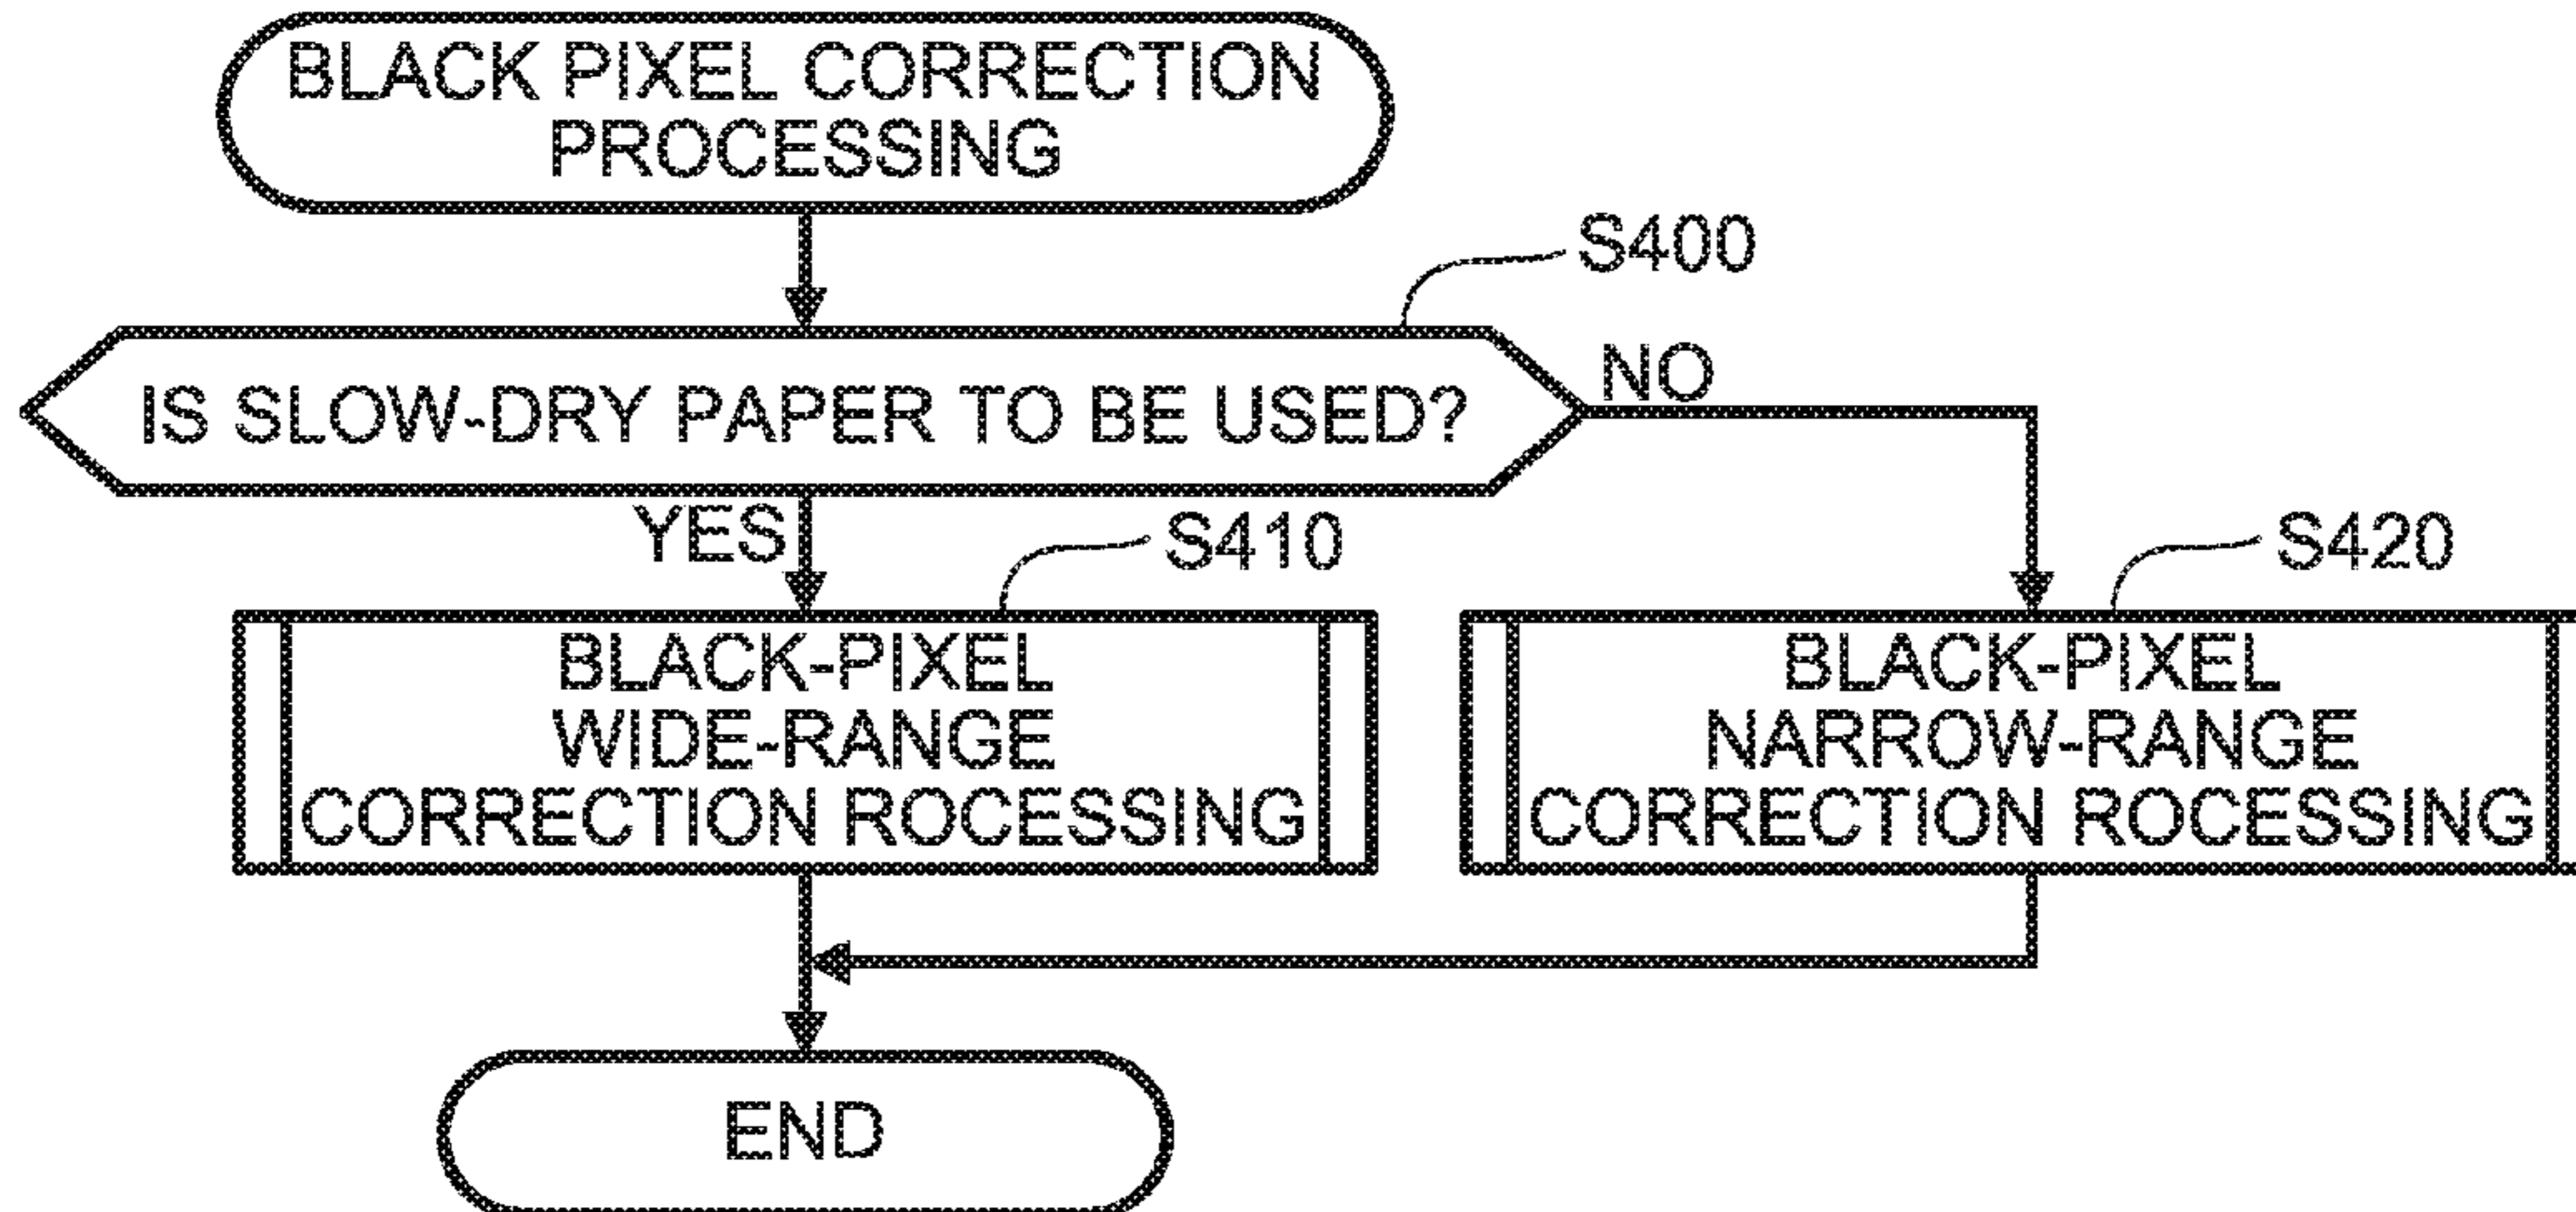 BLACK PIXEL CORRECTION
PROCESSING
S400
IS SLOW-DRY PAPER TO BE USED?
NO
YES
S410
S420
BLACK-PIXEL
WIDE-RANGE
CORRECTION ROCESSING
BLACK-PIXEL
NARROW-RANGE
CORRECTION ROCESSING
END